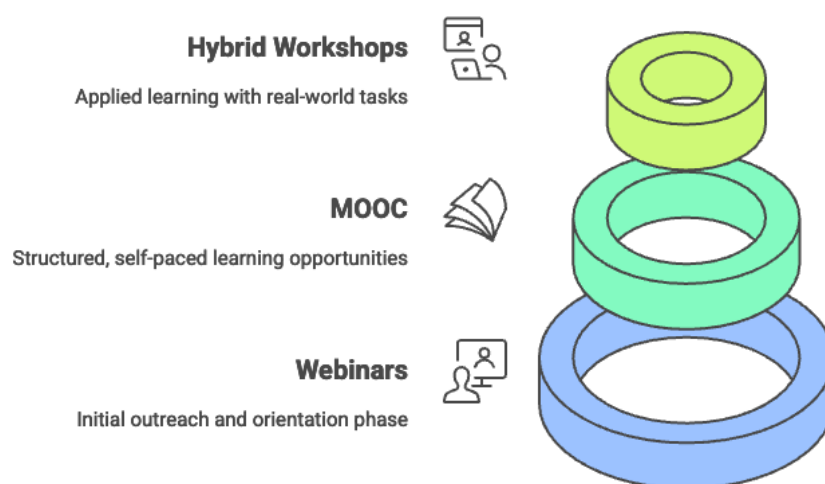 Hybrid Workshops
Applied learning with real-world tasks
MOOC
Structured, self-paced learning opportunities
Webinars
Initial outreach and orientation phase